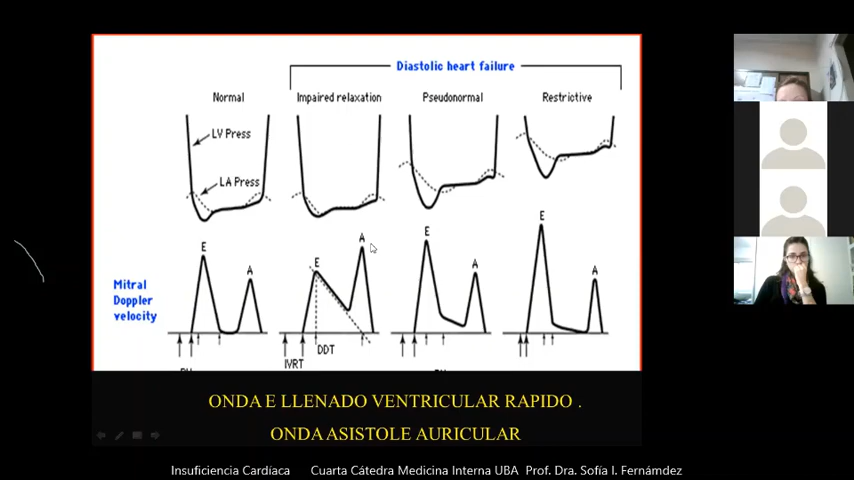 Diastolic heart failure
Normal Impaired relaxation Pseudonormal Restrictive
LV Press
LA Press
E A E A E A E A
Mitral
Doppler
velocity
DDT
IVRT
ONDA E LLENADO VENTRICULAR RAPIDO .
ONDA ASISTOLE AURICULAR
Insuficiencia Cardíaca Cuarta Cátedra Medicina Interna UBA Prof. Dra. Sofía I. Fernámdez